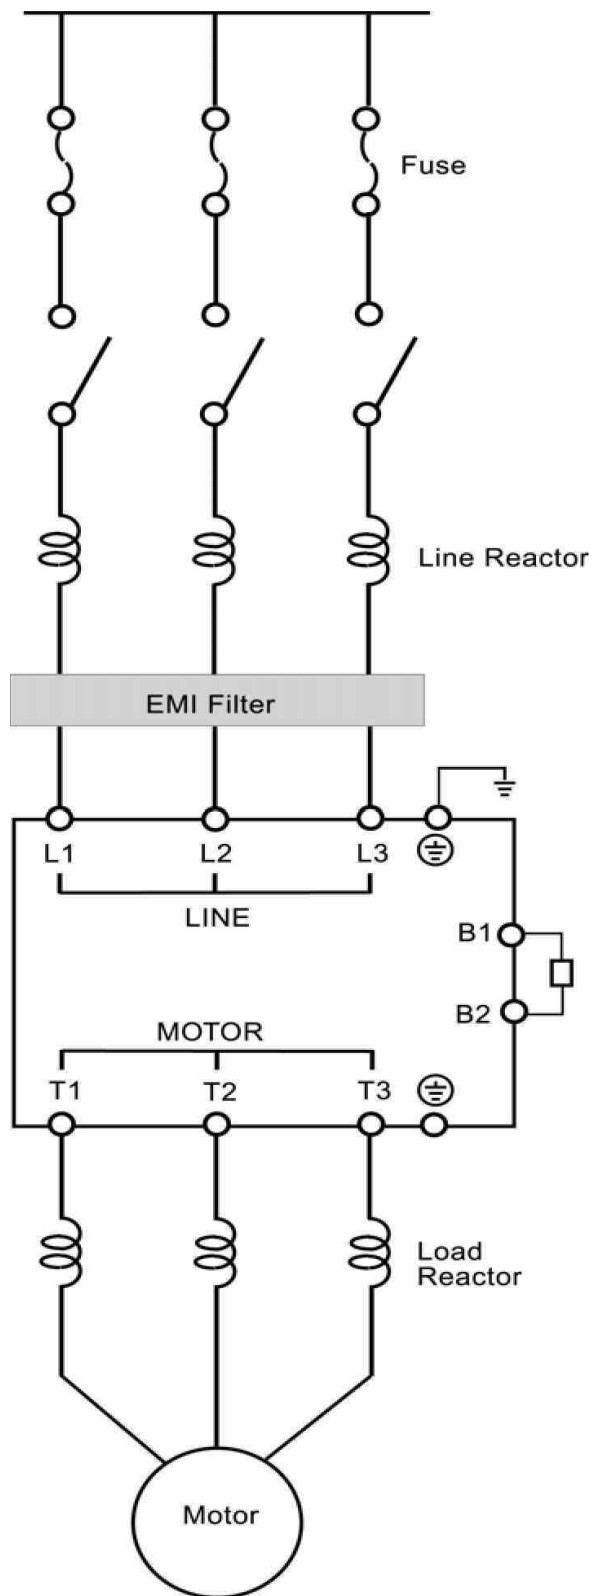 Fuse
Line Reactor
EMI Filter
L1 L2 L3
LINE
B1
B2
MOTOR
T1 T2 T3
Load
Reactor
Motor